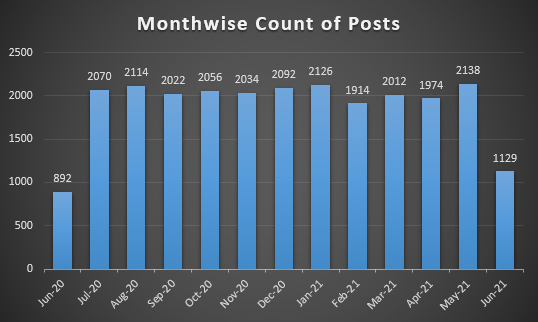 Monthwise Count of Posts
2500
2000
1500
1000
500
0
892
2070
2114
2022
2056
2034
2092
2126
1914
2012
1974
2138
1129
Jun-20
Jul-20
Aug-20
Sep-20
Oct-20
Nov-20
Dec-20
Jan-21
Feb-21
Mar-21
Apr-21
May-21
Jun-21